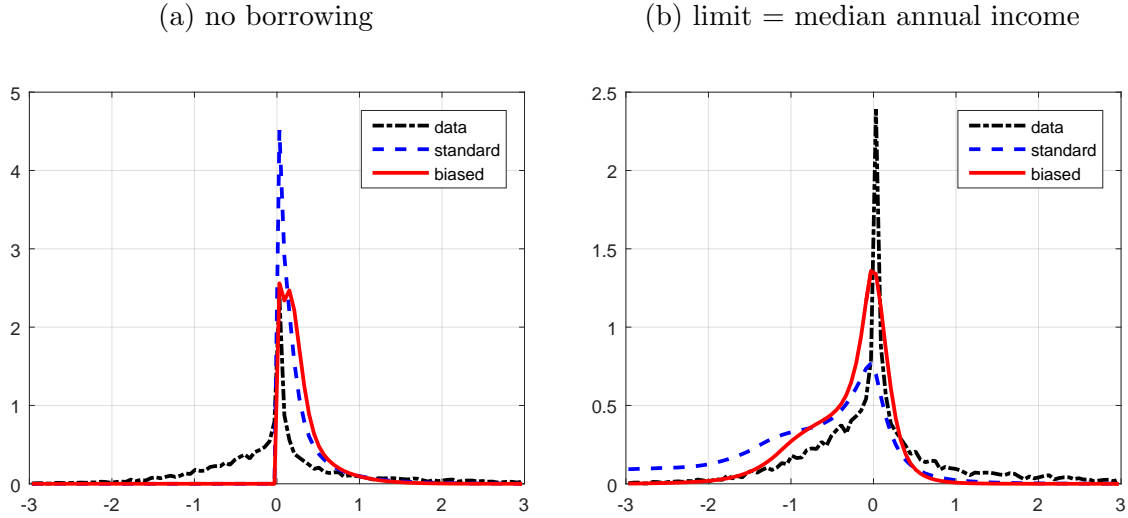 (a) no borrowing
5
4
3
2
1
0
-3 -2 -1 0 1 2 3
data
standard
biased
(b) limit = median annual income
2.5
2
1.5
1
0.5
0
-3 -2 -1 0 1 2 3
data
standard
biased